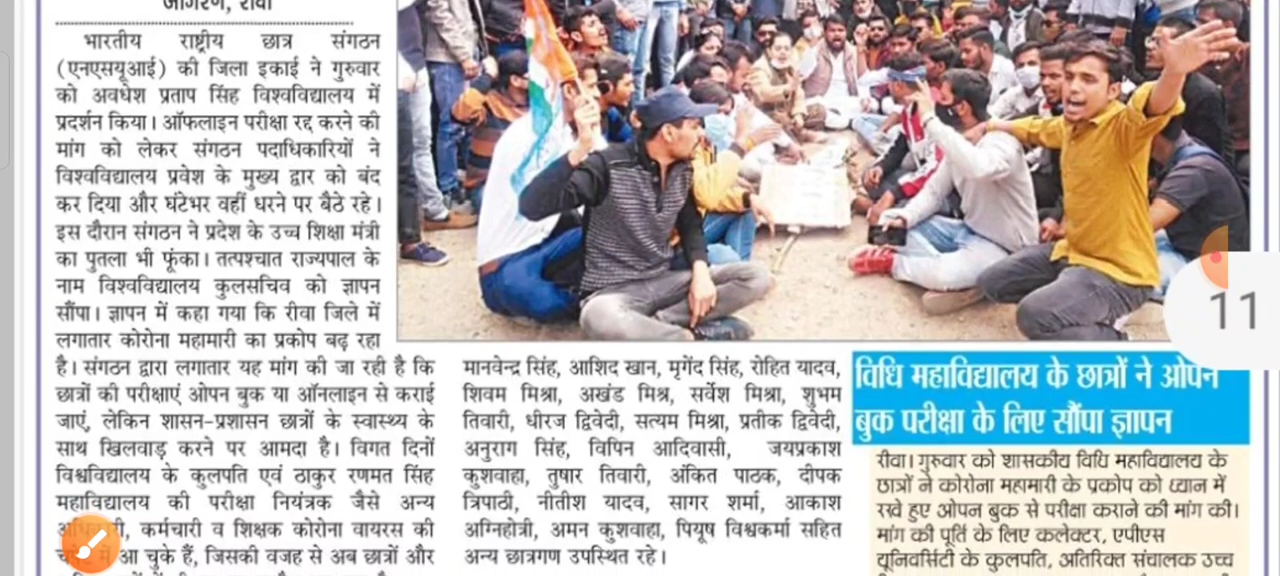 जागरण, रीवा
भारतीय राष्ट्रीय छात्र संगठन
(एनएसयूआई) की जिला इकाई ने गुरुवार
को अवधेश प्रताप सिंह विश्वविद्यालय में
प्रदर्शन किया। ऑफलाइन परीक्षा रद्द करने की
मांग को लेकर संगठन पदाधिकारियों ने
विश्वविद्यालय प्रवेश के मुख्य द्वार को बंद
कर दिया और घंटेभर वहीं धरने पर बैठे रहे।
इस दौरान संगठन ने प्रदेश के उच्च शिक्षा मंत्री
का पुतला भी फूंका। तत्पश्चात राज्यपाल के
नाम विश्वविद्यालय कुलसचिव को ज्ञापन
सौंपा। ज्ञापन में कहा गया कि रीवा जिले में
लगातार कोरोना महामारी का प्रकोप बढ़ रहा
है। संगठन द्वारा लगातार यह मांग की जा रही है कि
छात्रों की परीक्षाएं ओपन बुक या ऑनलाइन से कराई
जाएं, लेकिन शासन-प्रशासन छात्रों के स्वास्थ्य के
साथ खिलवाड़ करने पर आमदा है। विगत दिनों
विश्वविद्यालय के कुलपति एवं ठाकुर रणमत सिंह
महाविद्यालय की परीक्षा नियंत्रक जैसे अन्य
कर्मचारी व शिक्षक कोरोना वायरस की
में आ चुके हैं, जिसकी वजह से अब छात्रों और
मानवेन्द्र सिंह, आशिद खान, मृगेंद सिंह, रोहित यादव,
शिवम मिश्रा, अखंड मिश्र, सर्वेश मिश्रा, शुभम
तिवारी, धीरज द्विवेदी, सत्यम मिश्रा, प्रतीक द्विवेदी,
अनुराग सिंह, विपिन आदिवासी, जयप्रकाश
कुशवाहा, तुषार तिवारी, अंकित पाठक, दीपक
त्रिपाठी, नीतीश यादव, सागर शर्मा, आकाश
अग्निहोत्री, अमन कुशवाहा, पियूष विश्वकर्मा सहित
अन्य छात्रगण उपस्थित रहे।
विधि महाविद्यालय के छात्रों ने ओपन
बुक परीक्षा के लिए सौंपा ज्ञापन
रीवा। गुरुवार को शासकीय विधि महाविद्यालय के
छात्रों ने कोरोना महामारी के प्रकोप को ध्यान में
रखे हुए ओपन बुक से परीक्षा कराने की मांग की।
मांग की पूर्ति के लिए कलेक्टर, एपीएस
यूनिवर्सिटी के कुलपति, अतिरिक्त संचालक उच्च
11